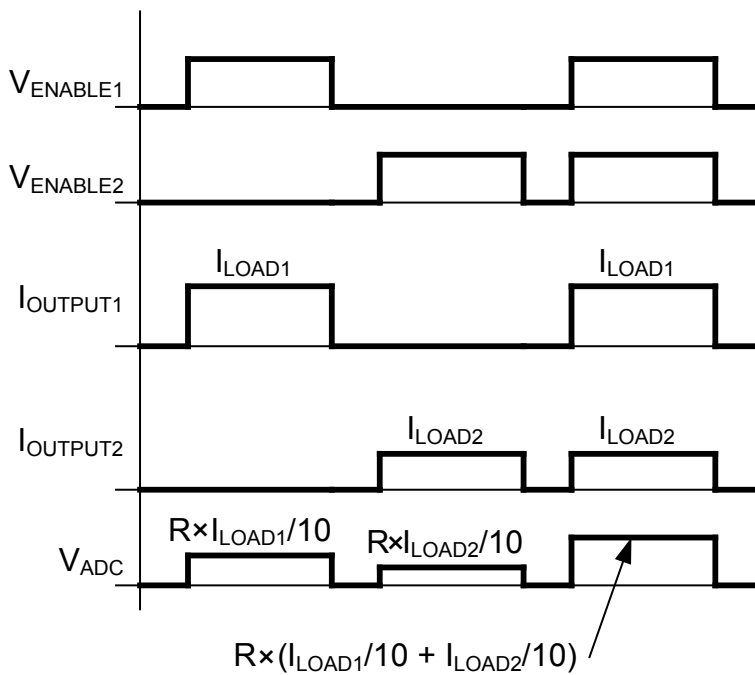 VENABLE1
VENABLE2
ILOAD1 ILOAD1
IOUTPUT1
ILOAD2 ILOAD2
IOUTPUT2
R×ILOAD1/10 R×ILOAD2/10
VADC
R×(ILOAD1/10 + ILOAD2/10)